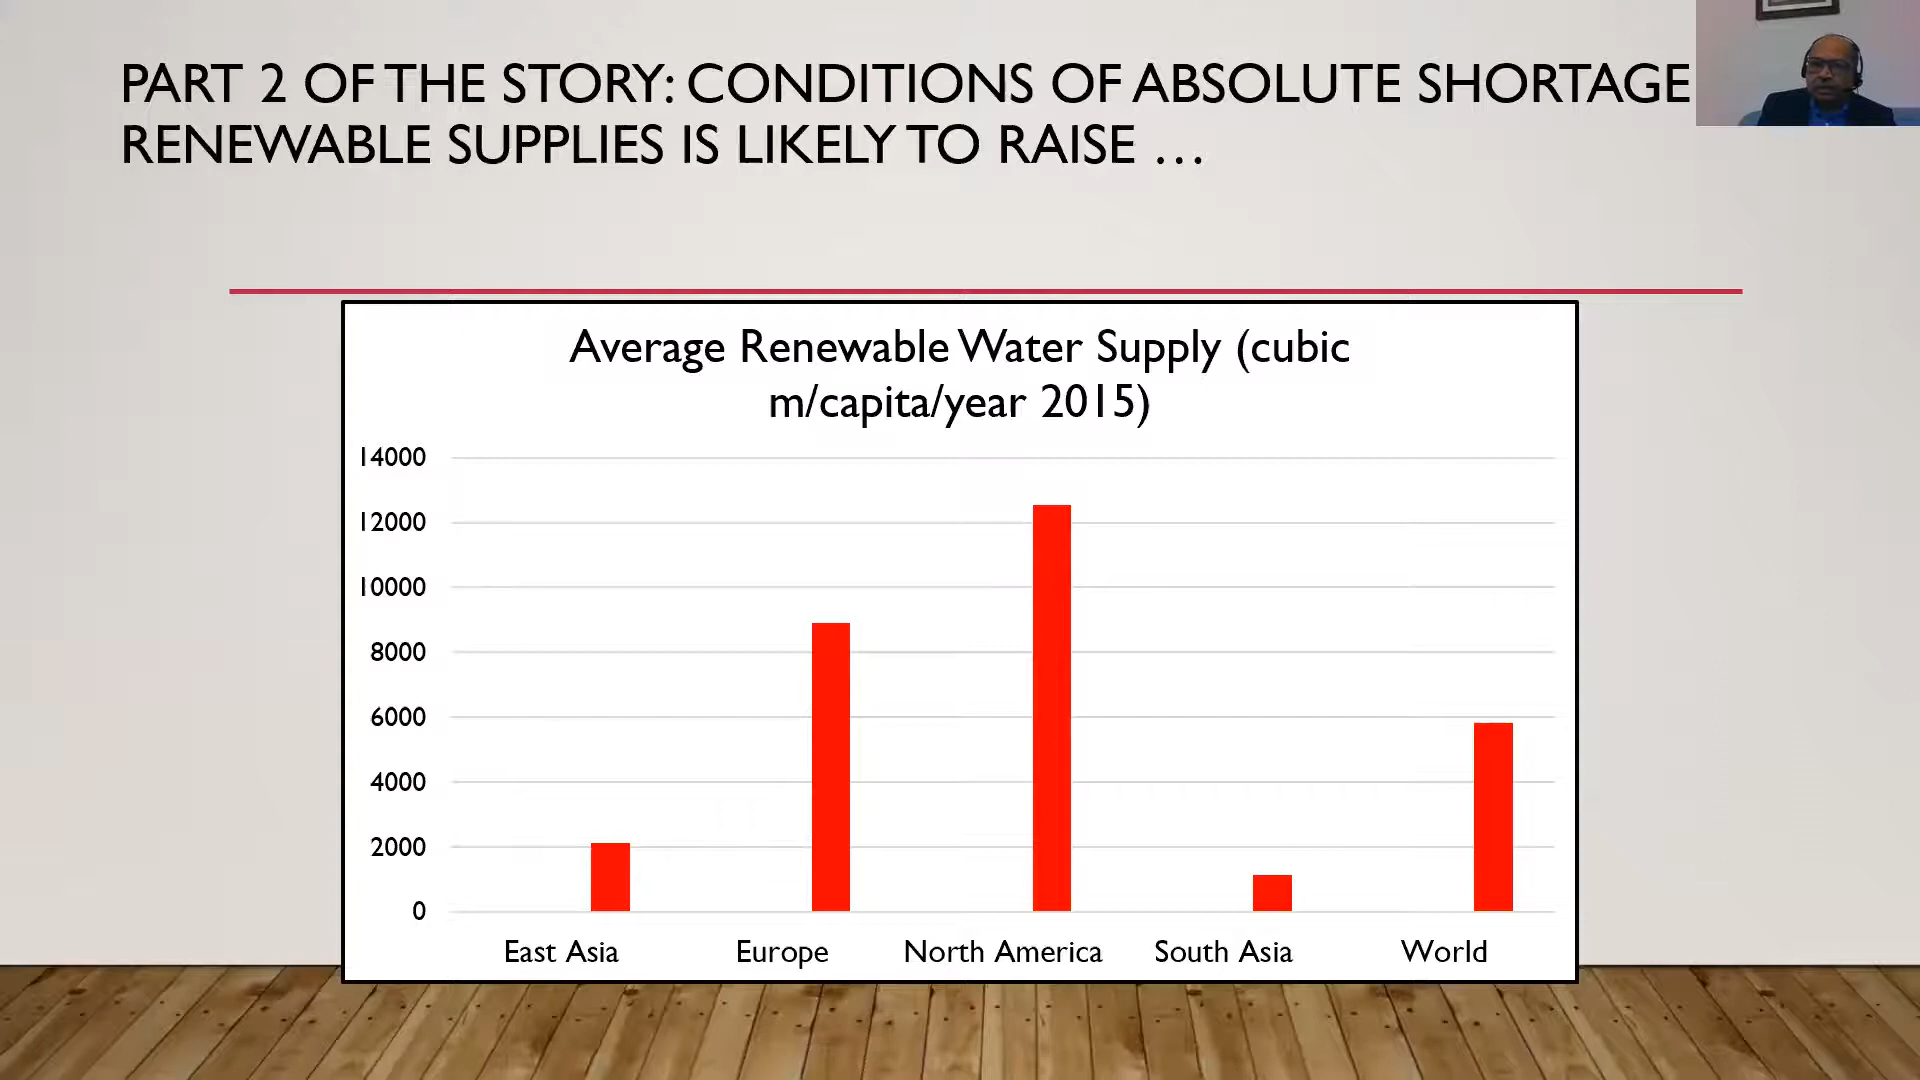 PART 2 OF THE STORY: CONDITIONS OF ABSOLUTE SHORTAGE
RENEWABLE SUPPLIES IS LIKELY TO RAISE …
Average Renewable Water Supply (cubic
m/capita/year 2015)
14000
12000
10000
8000
6000
4000
2000
0
East Asia
Europe
North America
South Asia
World